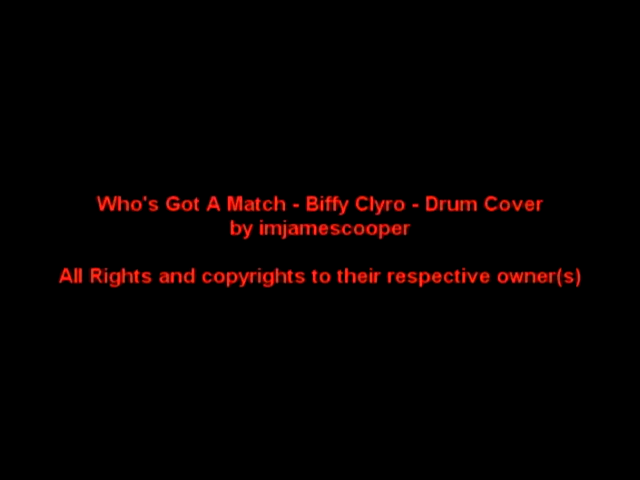 Who's Got A Match - Biffy Clyro - Drum Cover
by imjamescooper
All Rights and copyrights to their respective owner(s)